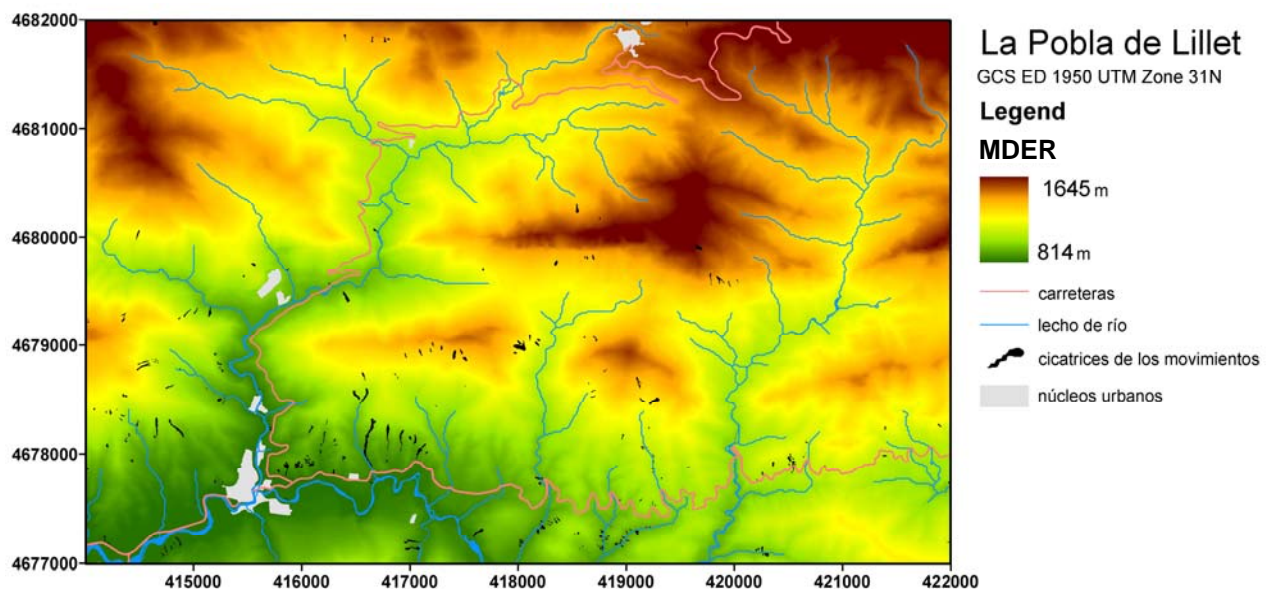 La Pobla de Lillet
GCS ED 1950 UTM Zone 31N
Legend
MDER
1645 m
814 m
carreteras
lecho de río
cicatrices de los movimientos
núcleos urbanos
4682000
4681000
4680000
4679000
4678000
4677000
415000 416000 417000 418000 419000 420000 421000 422000